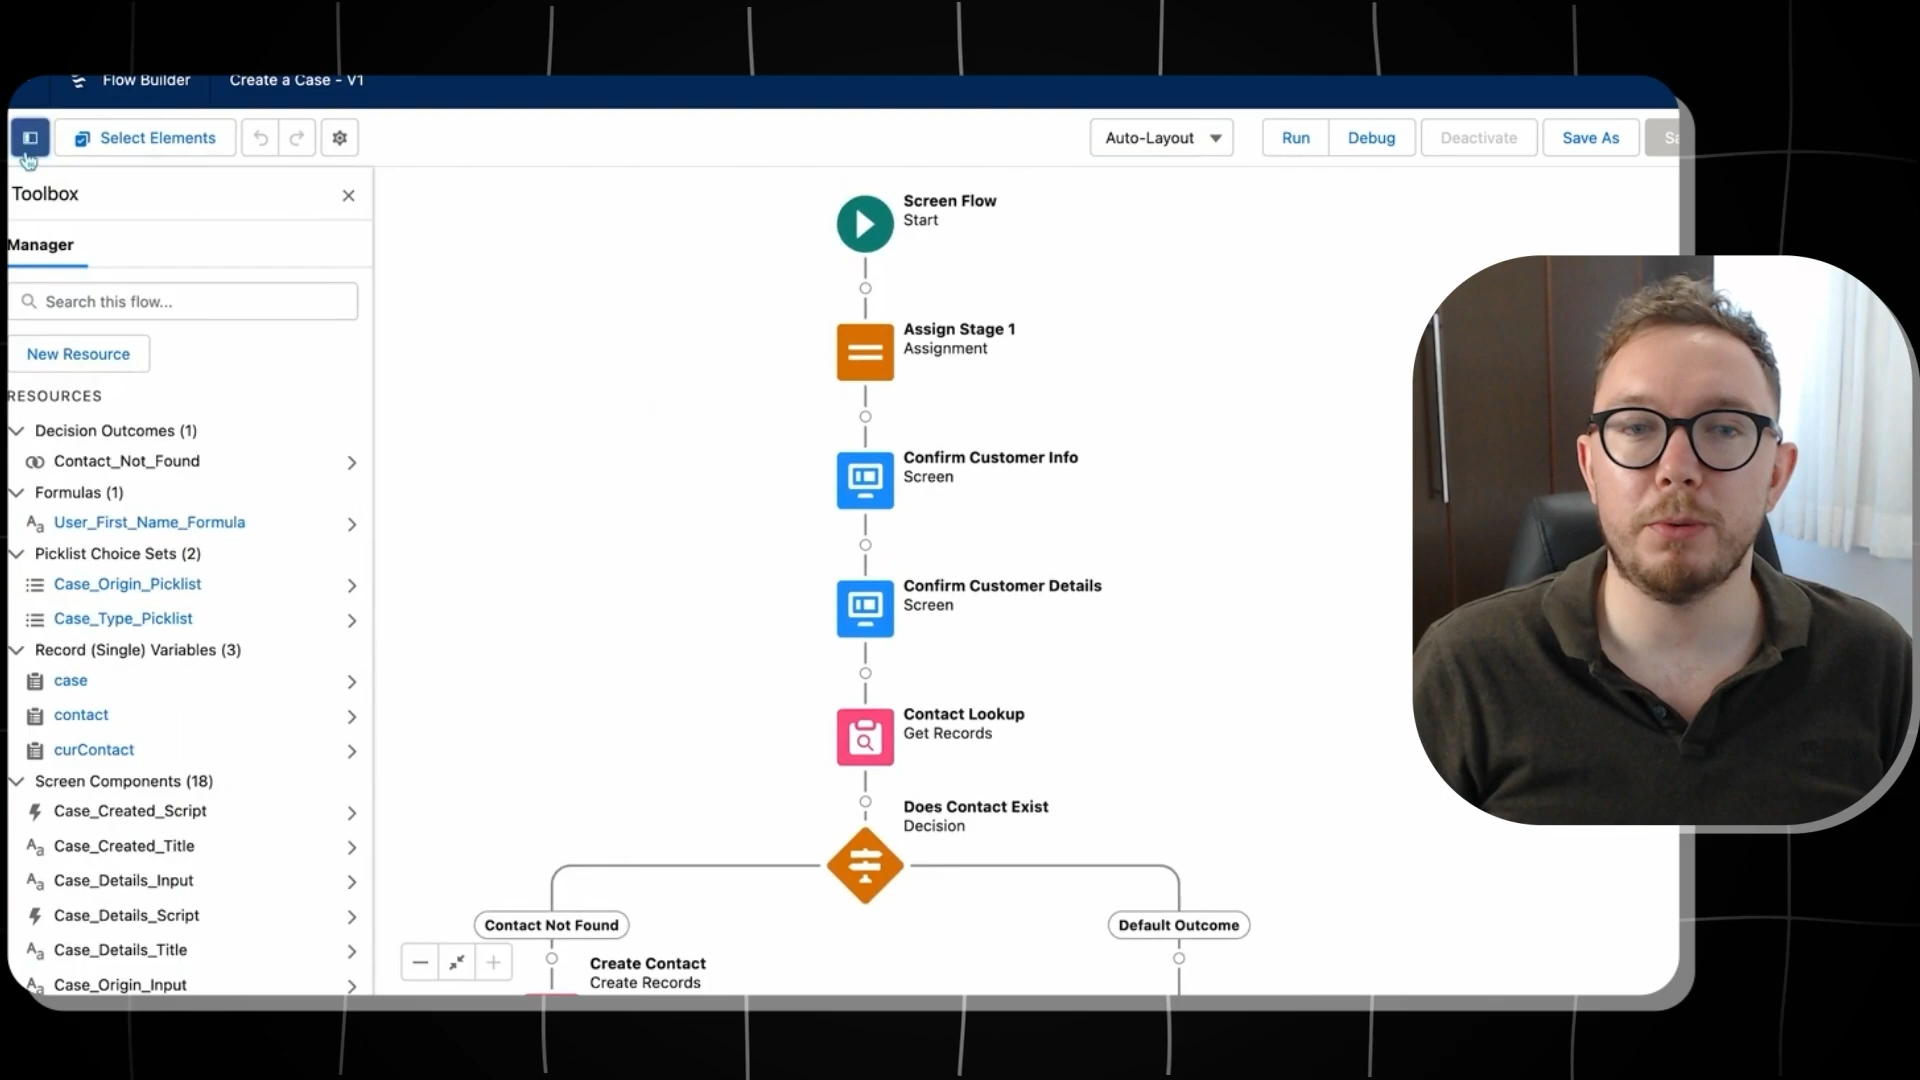 Flow Builder
Create a Case - V1
Select Elements
Auto-Layout
Run
Debug
Deactivate
Save As
Sa
Toolbox
Manager
Search this flow...
New Resource
RESOURCES
Decision Outcomes (1)
Contact_Not_Found
Formulas (1)
User_First_Name_Formula
Picklist Choice Sets (2)
Case_Origin_Picklist
Case_Type_Picklist
Record (Single) Variables (3)
case
contact
curContact
Screen Components (18)
Case_Created_Script
Case_Created_Title
Case_Details_Input
Case_Details_Script
Case_Details_Title
Case_Origin_Input
Screen Flow
Start
Assign Stage 1
Assignment
Confirm Customer Info
Screen
Confirm Customer Details
Screen
Contact Lookup
Get Records
Does Contact Exist
Decision
Contact Not Found
Default Outcome
Create Contact
Create Records